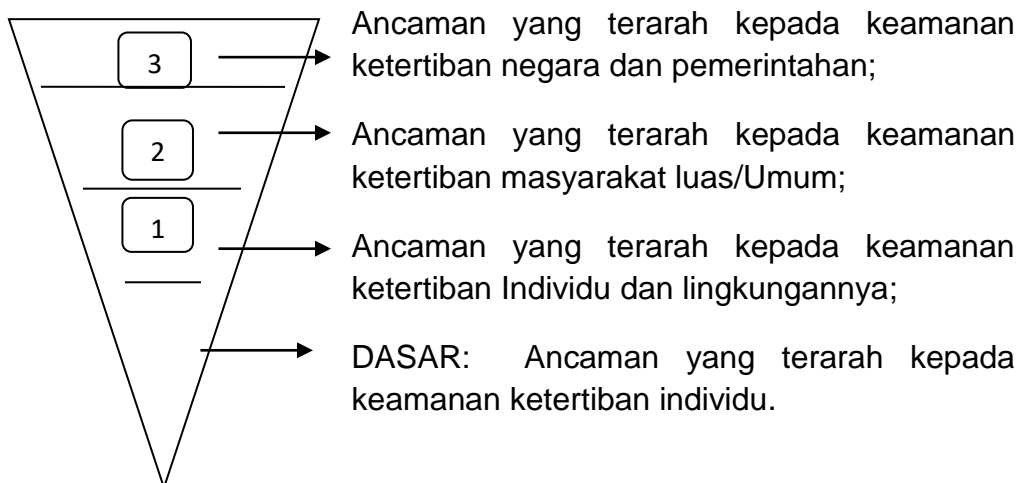 3
Ancaman yang terarah kepada keamanan
ketertiban negara dan pemerintahan;
2
Ancaman yang terarah kepada keamanan
ketertiban masyarakat luas/Umum;
1
Ancaman yang terarah kepada keamanan
ketertiban Individu dan lingkungannya;
DASAR: Ancaman yang terarah kepada
keamanan ketertiban individu.